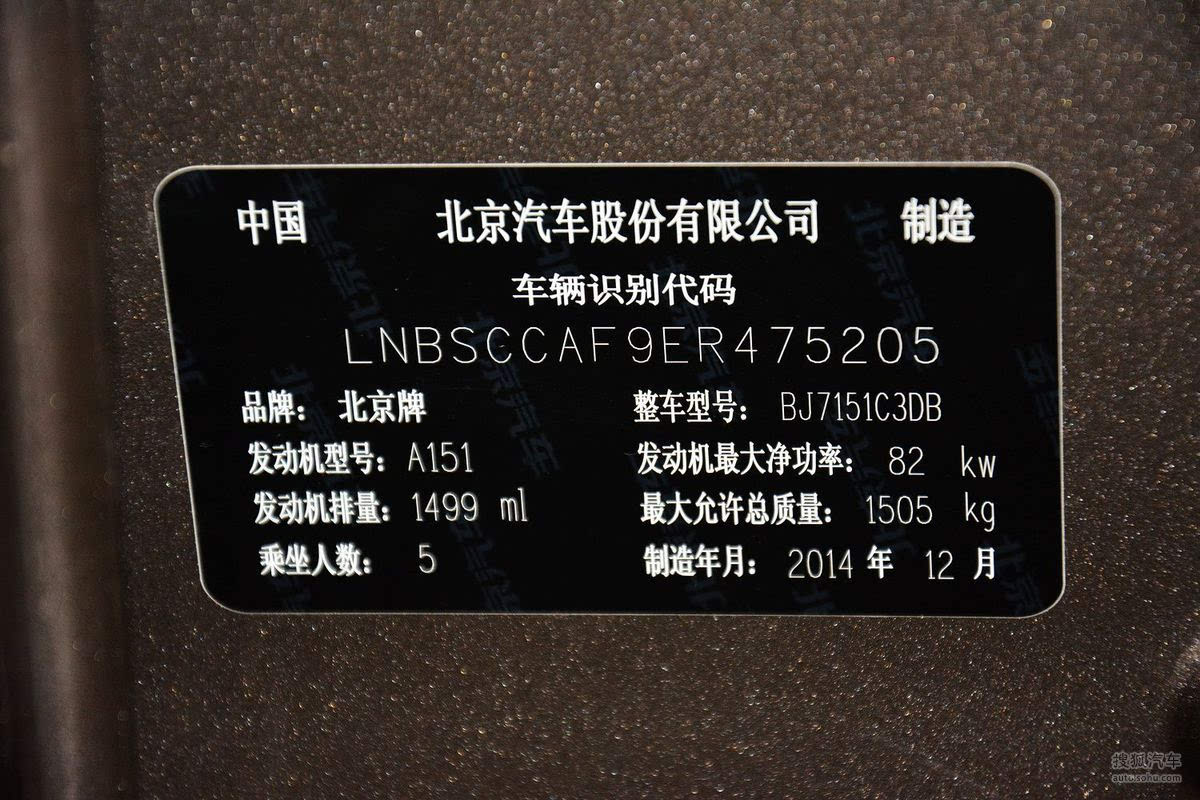 中国 北京汽车股份有限公司 制造
车辆识别代码
LNBSCCAF9ER475205
品牌: 北京牌 整车型号: BJ7151C3DB
发动机型号: A151 发动机最大净功率: 82 kw
发动机排量: 1499 ml 最大允许总质量: 1505 kg
乘坐人数: 5 制造年月: 2014 年 12 月
搜狐汽车
auto.sohu.com